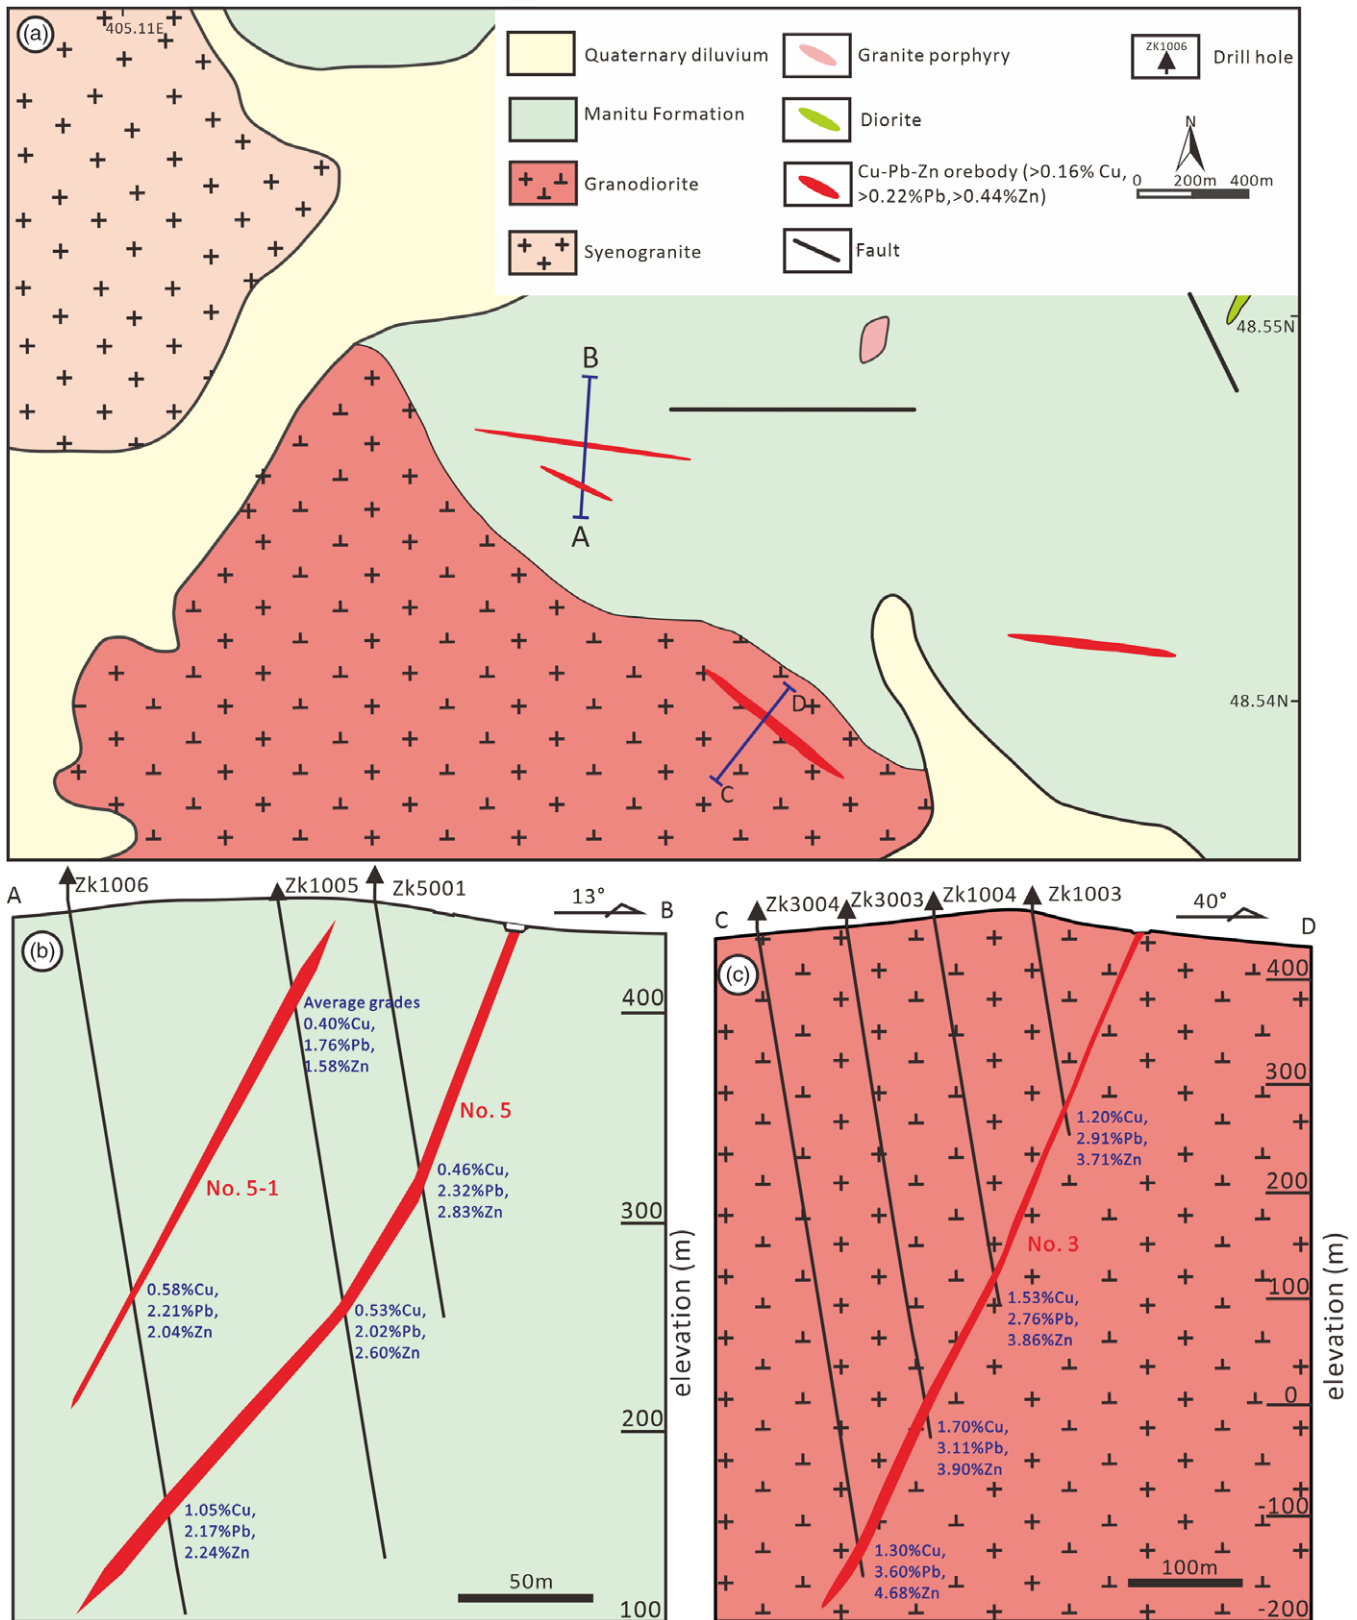 (a)
405.11E
Quaternary diluvium
Manitu Formation
Granodiorite
Syenogranite
Granite porphyry
Diorite
Cu-Pb-Zn orebody (>0.16% Cu,
>0.22%Pb,>0.44%Zn)
Fault
ZK1006
Drill hole
N
0 200m 400m
48.55N
48.54N
B
A
D
C
A
Zk1006
Zk1005
Zk5001
13°
B
(b)
Average grades
0.40%Cu,
1.76%Pb,
1.58%Zn
No. 5
No. 5-1
0.46%Cu,
2.32%Pb,
2.83%Zn
0.58%Cu,
2.21%Pb,
2.04%Zn
0.53%Cu,
2.02%Pb,
2.60%Zn
1.05%Cu,
2.17%Pb,
2.24%Zn
400
300
200
100
elevation (m)
50m
C
Zk3004
Zk3003
Zk1004
Zk1003
40°
D
(c)
1.20%Cu,
2.91%Pb,
3.71%Zn
No. 3
1.53%Cu,
2.76%Pb,
3.86%Zn
1.70%Cu,
3.11%Pb,
3.90%Zn
1.30%Cu,
3.60%Pb,
4.68%Zn
400
300
200
100
0
-100
-200
elevation (m)
100m